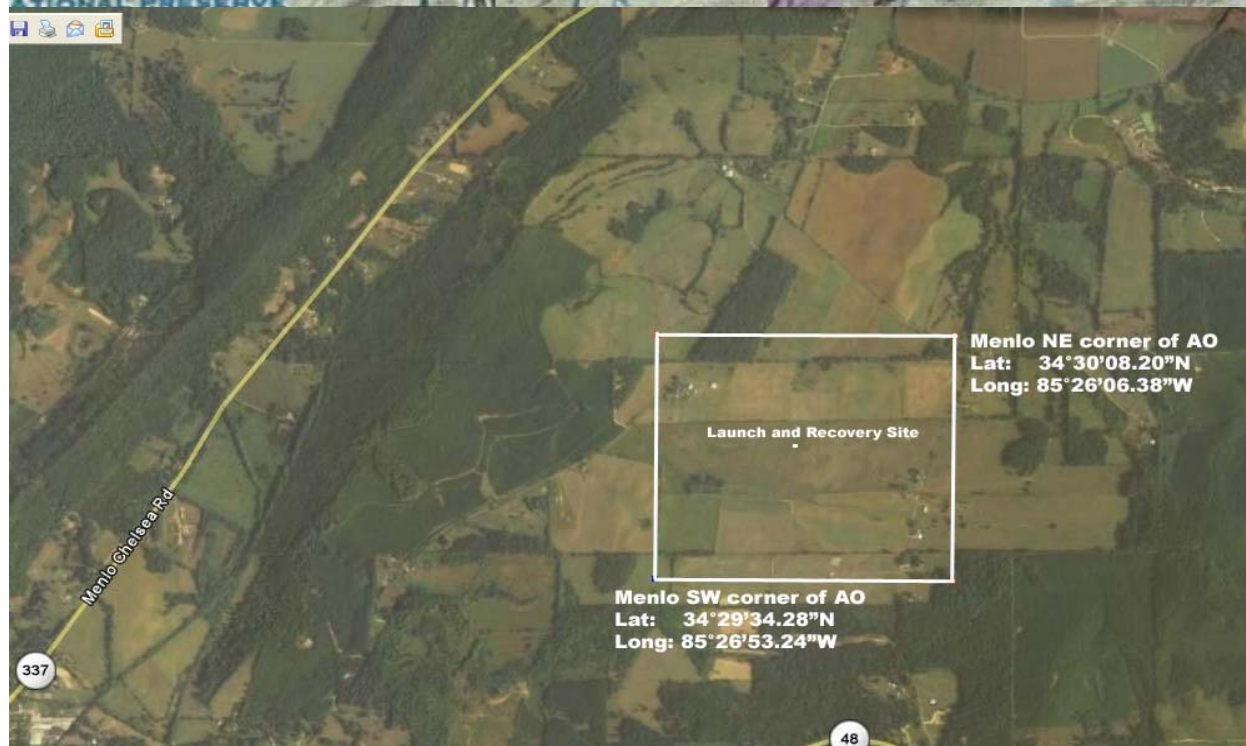 NATIONAL PRESERVE
Menlo NE corner of AO
Lat: 34°30'08.20"N
Long: 85°26'06.38"W
Launch and Recovery Site
Menlo Chelsea Rd
Menlo SW corner of AO
Lat: 34°29'34.28"N
Long: 85°26'53.24"W
337
48